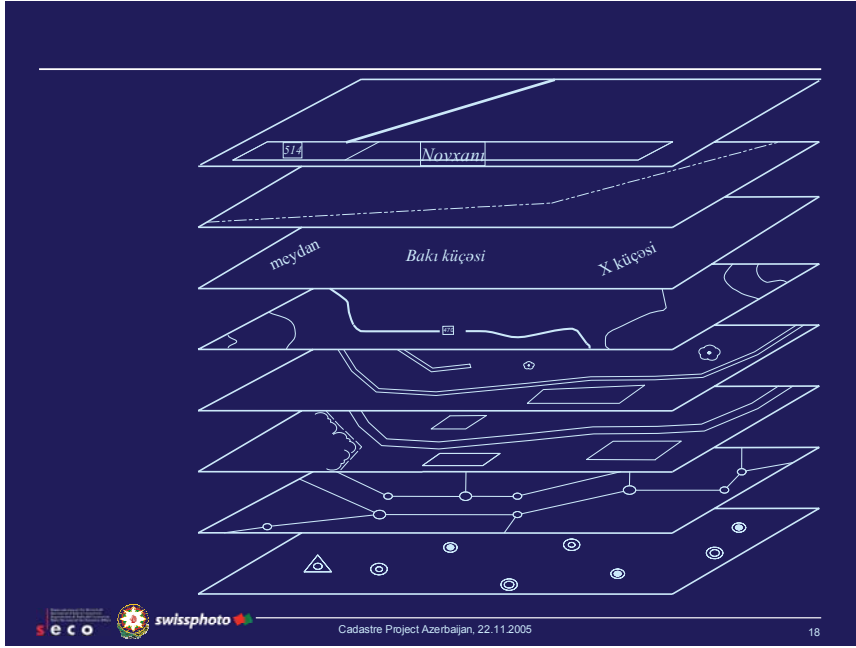 514
Novxanı
meydan
Bakı küçəsi
X küçəsi
seco
swissphoto
Cadastre Project Azerbaijan, 22.11.2005
18